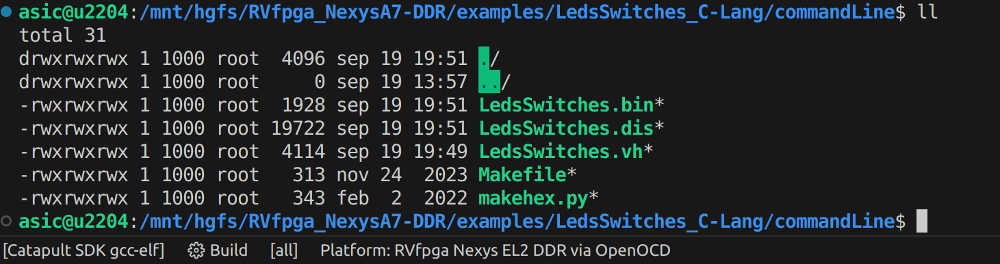 asic@u2204:/mnt/hgfs/RVfpga_NexysA7-DDR/examples/LedsSwitches_C-Lang/commandLine$ ll
total 31
drwxrwxrwx 1 1000 root  4096 sep 19 19:51 ./
drwxrwxrwx 1 1000 root     0 sep 19 13:57 ../
-rwxrwxrwx 1 1000 root  1928 sep 19 19:51 LedsSwitches.bin*
-rwxrwxrwx 1 1000 root 19722 sep 19 19:51 LedsSwitches.dis*
-rwxrwxrwx 1 1000 root  4114 sep 19 19:49 LedsSwitches.vh*
-rwxrwxrwx 1 1000 root   313 nov 24  2023 Makefile*
-rwxrwxrwx 1 1000 root   343 feb  2  2022 makehex.py*
asic@u2204:/mnt/hgfs/RVfpga_NexysA7-DDR/examples/LedsSwitches_C-Lang/commandLine$
[Catapult SDK gcc-elf] Build [all] Platform: RVfpga Nexys EL2 DDR via OpenOCD